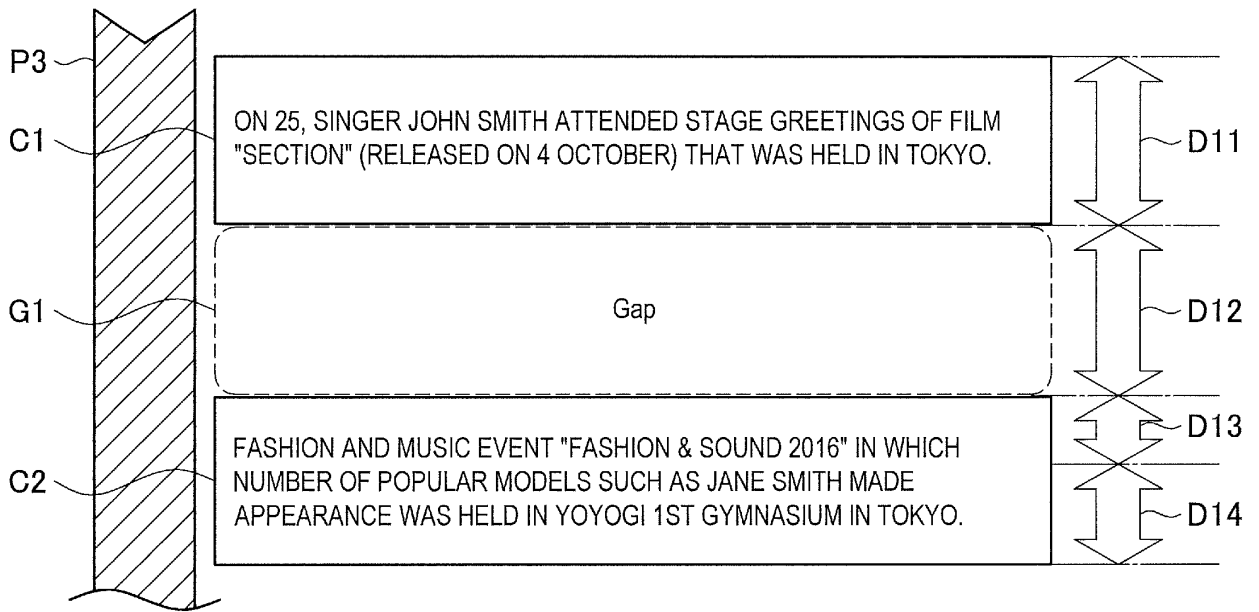 P3
C1
ON 25, SINGER JOHN SMITH ATTENDED STAGE GREETINGS OF FILM
"SECTION" (RELEASED ON 4 OCTOBER) THAT WAS HELD IN TOKYO.
D11
G1
Gap
D12
C2
FASHION AND MUSIC EVENT "FASHION & SOUND 2016" IN WHICH
NUMBER OF POPULAR MODELS SUCH AS JANE SMITH MADE
APPEARANCE WAS HELD IN YOYOGI 1ST GYMNASIUM IN TOKYO.
D13
D14